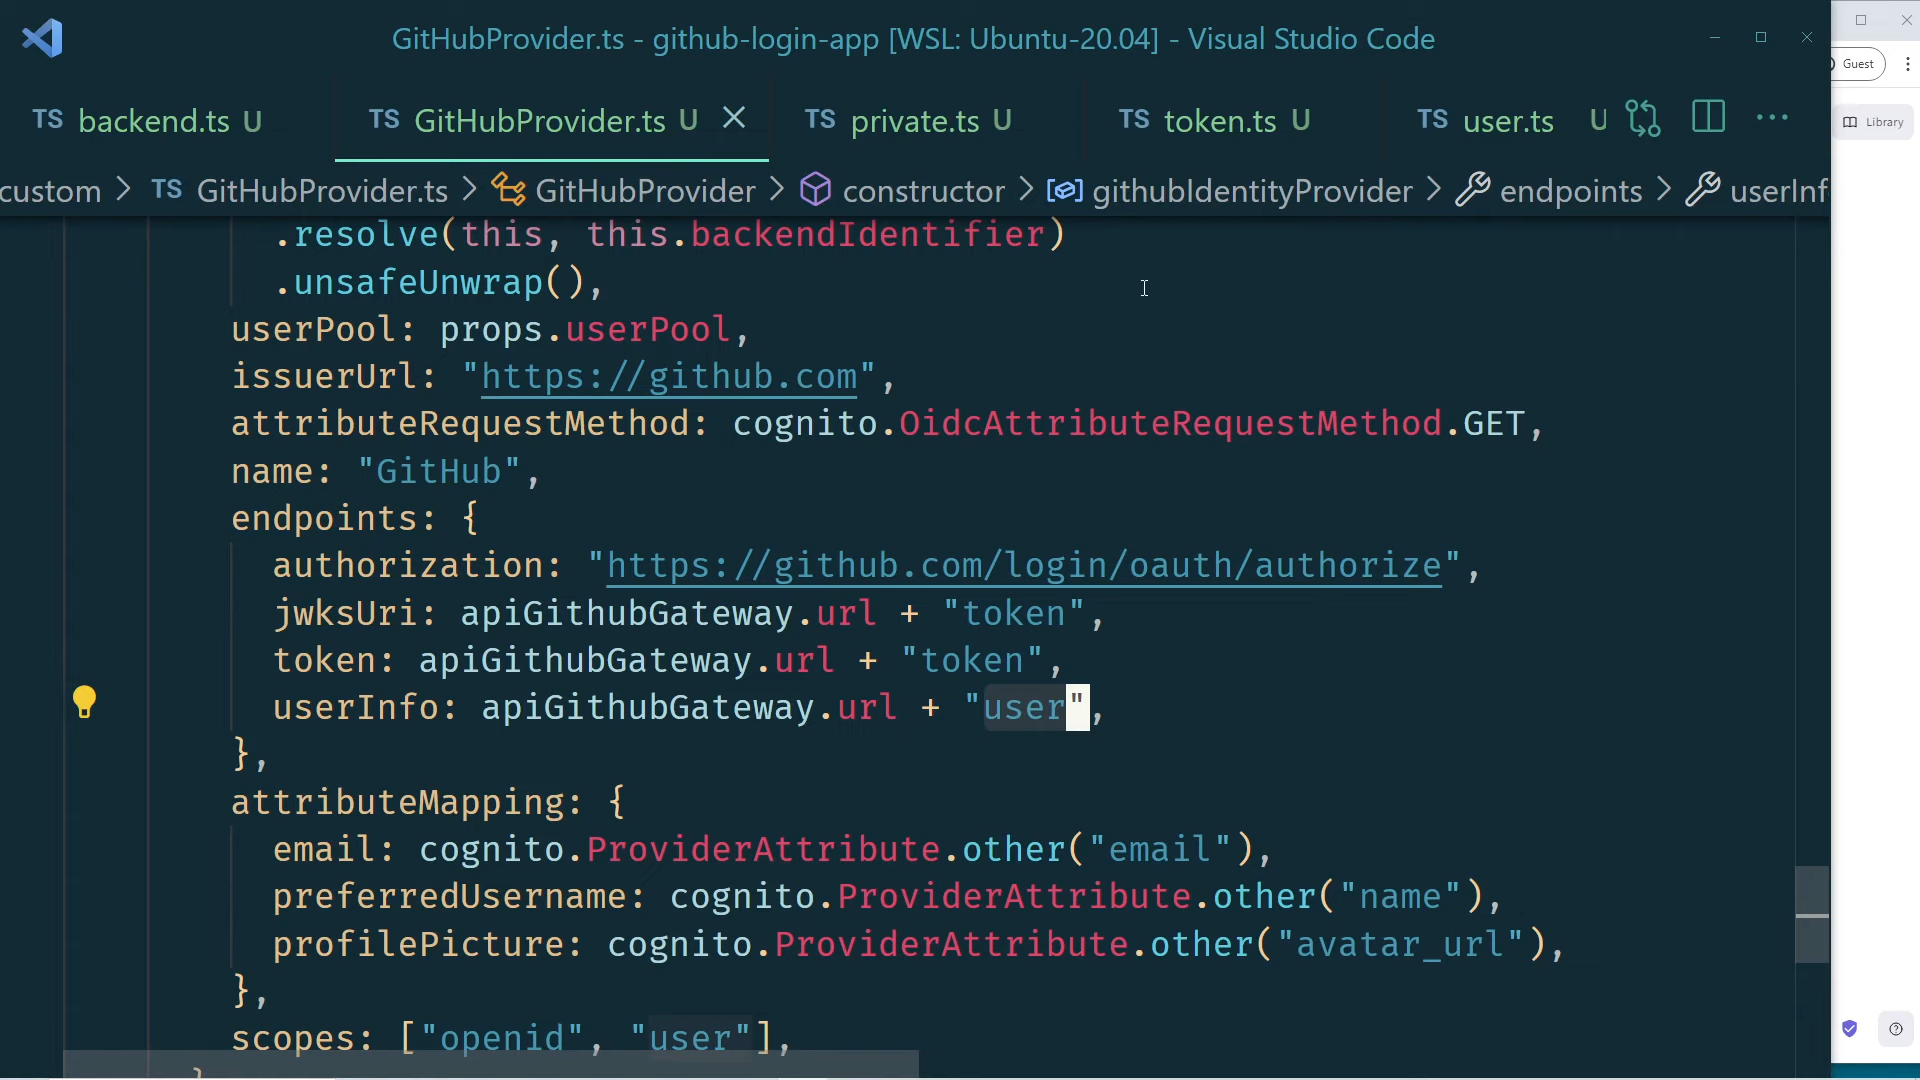 GitHubProvider.ts - github-login-app [WSL: Ubuntu-20.04] - Visual Studio Code
Guest
TS backend.ts U
TS GitHubProvider.ts U
TS private.ts U
TS token.ts U
TS user.ts U
Library
custom > TS GitHubProvider.ts > GitHubProvider > constructor > githubIdentityProvider > endpoints > userInf
.resolve(this, this.backendIdentifier)
.unsafeUnwrap(),
userPool: props.userPool,
issuerUrl: "https://github.com",
attributeRequestMethod: cognito.OidcAttributeRequestMethod.GET,
name: "GitHub",
endpoints: {
authorization: "https://github.com/login/oauth/authorize",
jwksUri: apiGithubGateway.url + "token",
token: apiGithubGateway.url + "token",
userInfo: apiGithubGateway.url + "user",
},
attributeMapping: {
email: cognito.ProviderAttribute.other("email"),
preferredUsername: cognito.ProviderAttribute.other("name"),
profilePicture: cognito.ProviderAttribute.other("avatar_url"),
},
scopes: ["openid", "user"],